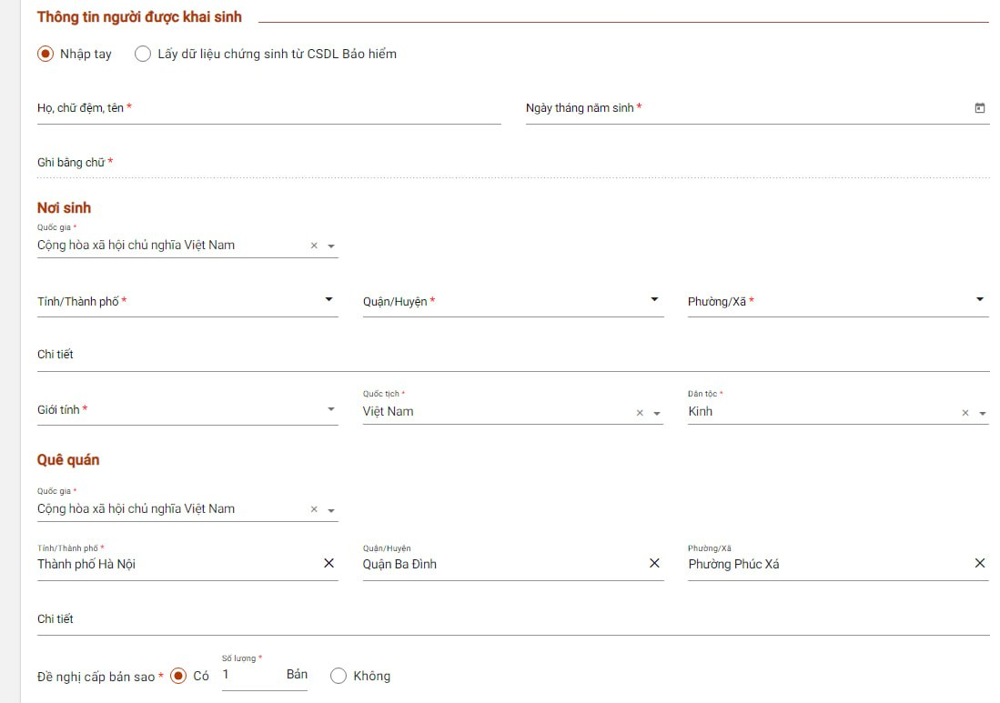 Thông tin người được khai sinh
Nhập tay Lấy dữ liệu chứng sinh từ CSDL Bảo hiểm
Họ, chữ đệm, tên * Ngày tháng năm sinh *
Ghi bằng chữ *
Nơi sinh
Quốc gia *
Cộng hòa xã hội chủ nghĩa Việt Nam ×
Tỉnh/Thành phố * Quận/Huyện * Phường/Xã *
Chi tiết
Giới tính * Quốc tịch * Dân tộc *
Việt Nam × Kinh ×
Quê quán
Quốc gia *
Cộng hòa xã hội chủ nghĩa Việt Nam ×
Tỉnh/Thành phố * Quận/Huyện Phường/Xã
Thành phố Hà Nội × Quận Ba Đình × Phường Phúc Xá ×
Chi tiết
Số lượng *
Đề nghị cấp bản sao * Có 1 Bản Không